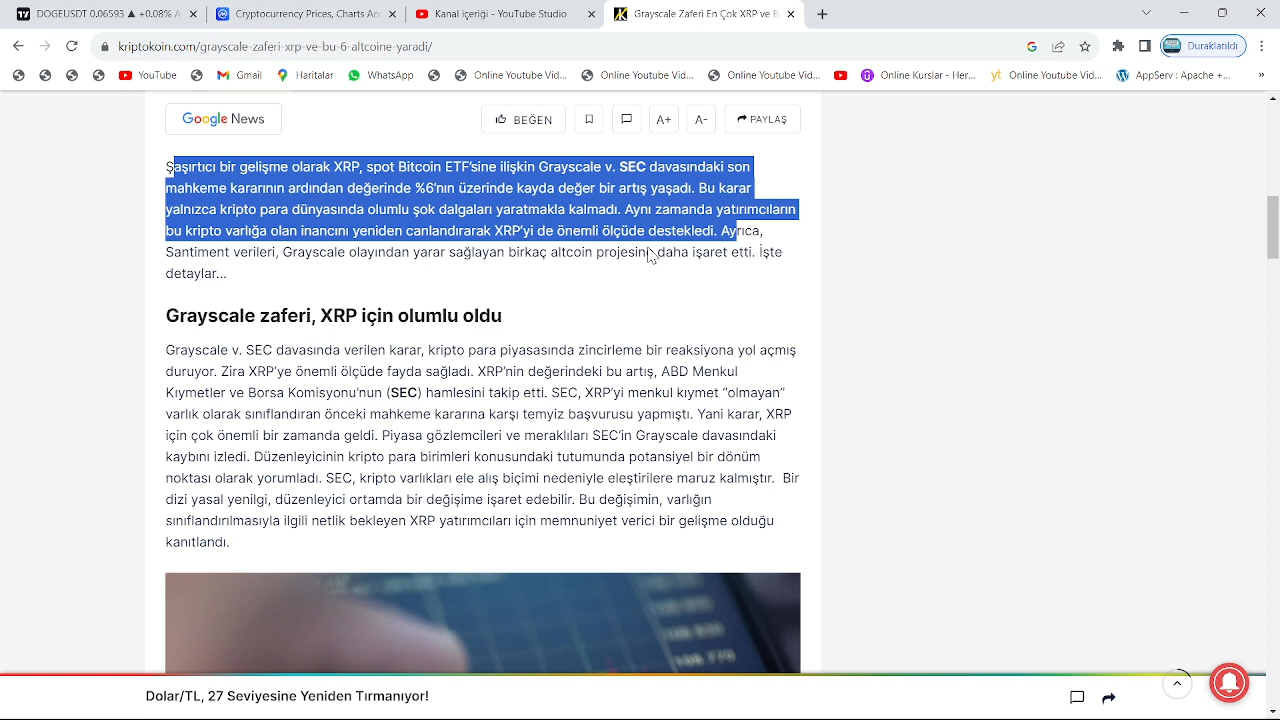 DOGEUSDT 0.06593 ▲ +0.08% A
Cryptocurrency Prices, Charts An
Kanal içeriği - YouTube Studio
Grayscale Zaferi En Çok XRP ve B
kriptokoin.com/grayscale-zaferi-xrp-ve-bu-6-altcoine-yaradi/
Duraklatıldı
YouTube
Gmail
Haritalar
WhatsApp
Online Youtube Vid...
Online Youtube Vid...
Online Youtube Vid...
Online Kurslar - Her...
yt Online Youtube Vid...
AppServ : Apache +...
»
Google News
BEĞEN
A+
A-
PAYLAŞ
Şaşırtıcı bir gelişme olarak XRP, spot Bitcoin ETF'sine ilişkin Grayscale v. SEC davasındaki son
mahkeme kararının ardından değerinde %6'nın üzerinde kayda değer bir artış yaşadı. Bu karar
yalnızca kripto para dünyasında olumlu şok dalgaları yaratmakla kalmadı. Aynı zamanda yatırımcıların
bu kripto varlığa olan inancını yeniden canlandırarak XRP'yi de önemli ölçüde destekledi. Ayrıca,
Santiment verileri, Grayscale olayından yarar sağlayan birkaç altcoin projesini daha işaret etti. İşte
detaylar...
Grayscale zaferi, XRP için olumlu oldu
Grayscale v. SEC davasında verilen karar, kripto para piyasasında zincirleme bir reaksiyona yol açmış
duruyor. Zira XRP'ye önemli ölçüde fayda sağladı. XRP'nin değerindeki bu artış, ABD Menkul
Kıymetler ve Borsa Komisyonu'nun (SEC) hamlesini takip etti. SEC, XRP'yi menkul kıymet “olmayan”
varlık olarak sınıflandıran önceki mahkeme kararına karşı temyiz başvurusu yapmıştı. Yani karar, XRP
için çok önemli bir zamanda geldi. Piyasa gözlemcileri ve meraklıları SEC'in Grayscale davasındaki
kaybını izledi. Düzenleyicinin kripto para birimleri konusundaki tutumunda potansiyel bir dönüm
noktası olarak yorumladı. SEC, kripto varlıkları ele alış biçimi nedeniyle eleştirilere maruz kalmıştır. Bir
dizi yasal yenilgi, düzenleyici ortamda bir değişime işaret edebilir. Bu değişimin, varlığın
sınıflandırılmasıyla ilgili netlik bekleyen XRP yatırımcıları için memnuniyet verici bir gelişme olduğu
kanıtlandı.
Dolar/TL, 27 Seviyesine Yeniden Tırmanıyor!